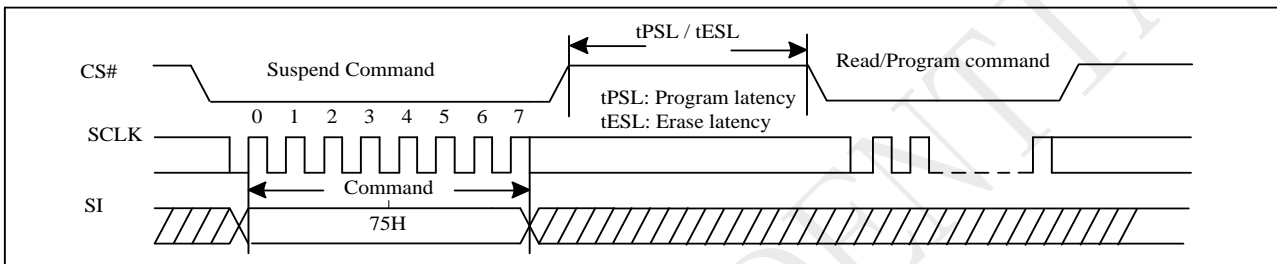 tPSL / tESL
CS#
Suspend Command
Read/Program command
tPSL: Program latency
tESL: Erase latency
0 1 2 3 4 5 6 7
SCLK
Command
SI
75H